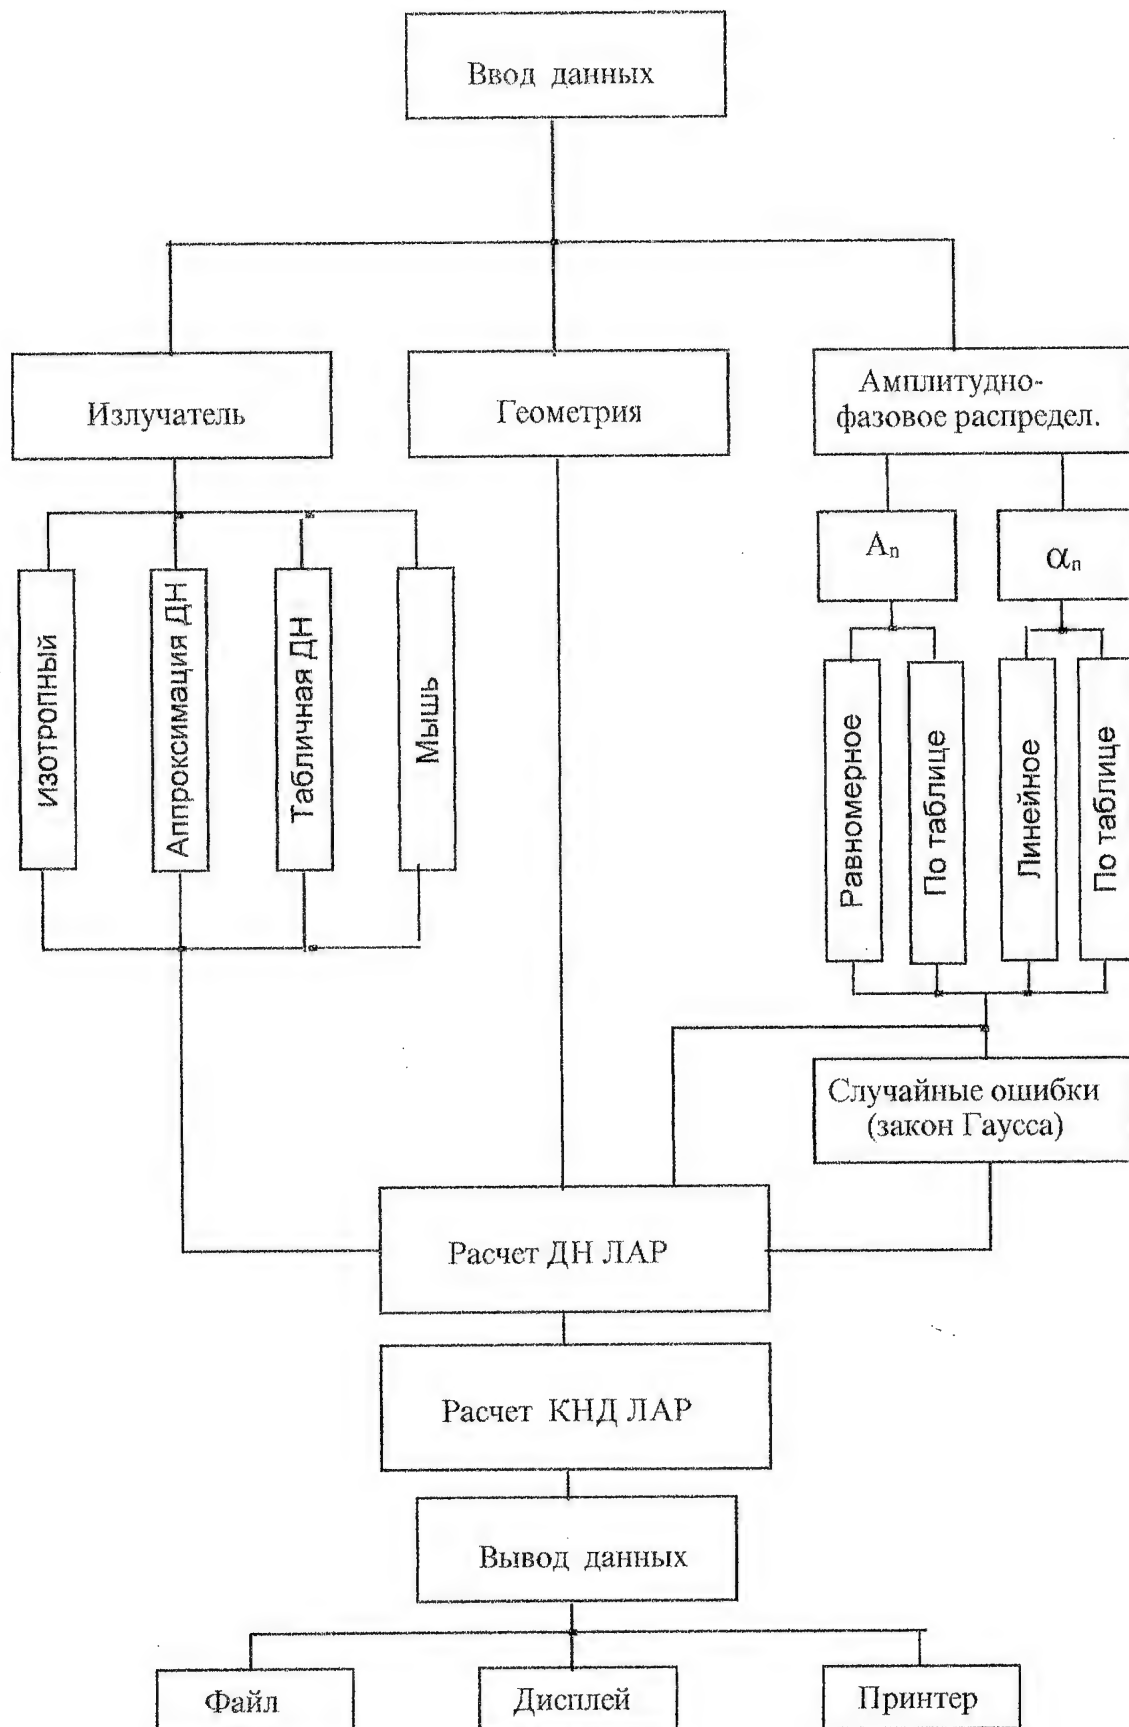 Ввод данных
Излучатель
Геометрия
Амплитудно-
фазовое распредел.
Aₙ
αₙ
Изотропный
Аппроксимация ДН
Табличная ДН
Мышь
Равномерное
По таблице
Линейное
По таблице
Случайные ошибки
(закон Гаусса)
Расчет ДН ЛАР
Расчет КНД ЛАР
Вывод данных
Файл
Дисплей
Принтер